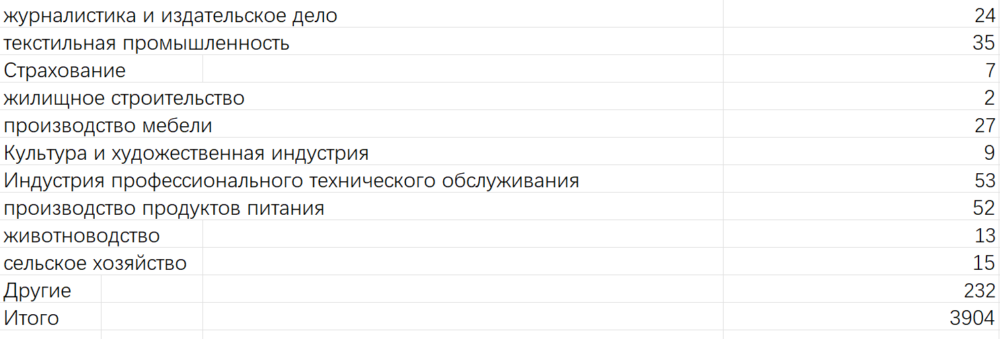 журналистика и издательское дело 24
текстильная промышленность 35
Страхование 7
жилищное строительство 2
производство мебели 27
Культура и художественная индустрия 9
Индустрия профессионального технического обслуживания 53
производство продуктов питания 52
животноводство 13
сельское хозяйство 15
Другие 232
Итого 3904